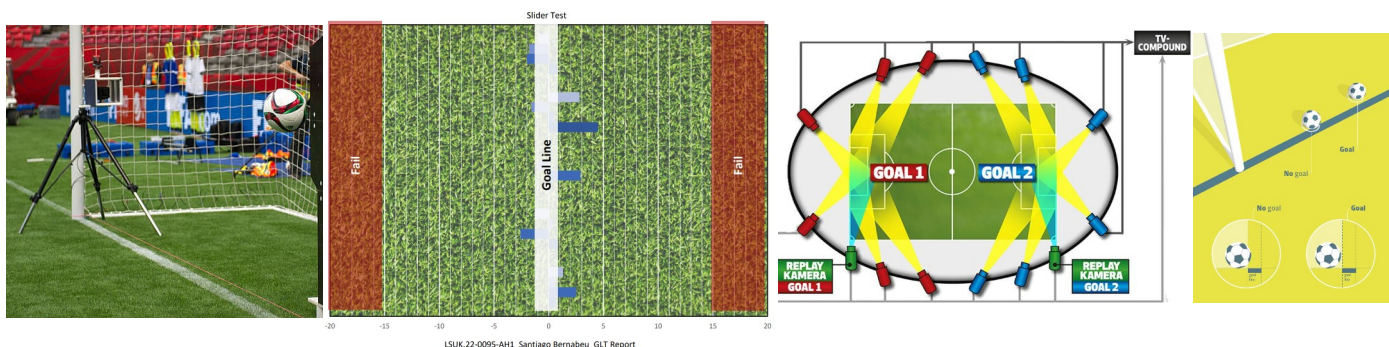 Slider Test
Fail
Goal Line
Fail
-20
-15
-10
-5
0
5
10
15
20
LSUK.22-0095-AH1_Santiago Bernabeu_GLT Report
TV-
COMPOUND
GOAL 1
GOAL 2
REPLAY
KAMERA
GOAL 1
REPLAY
KAMERA
GOAL 2
Goal
No goal
No goal
Goal